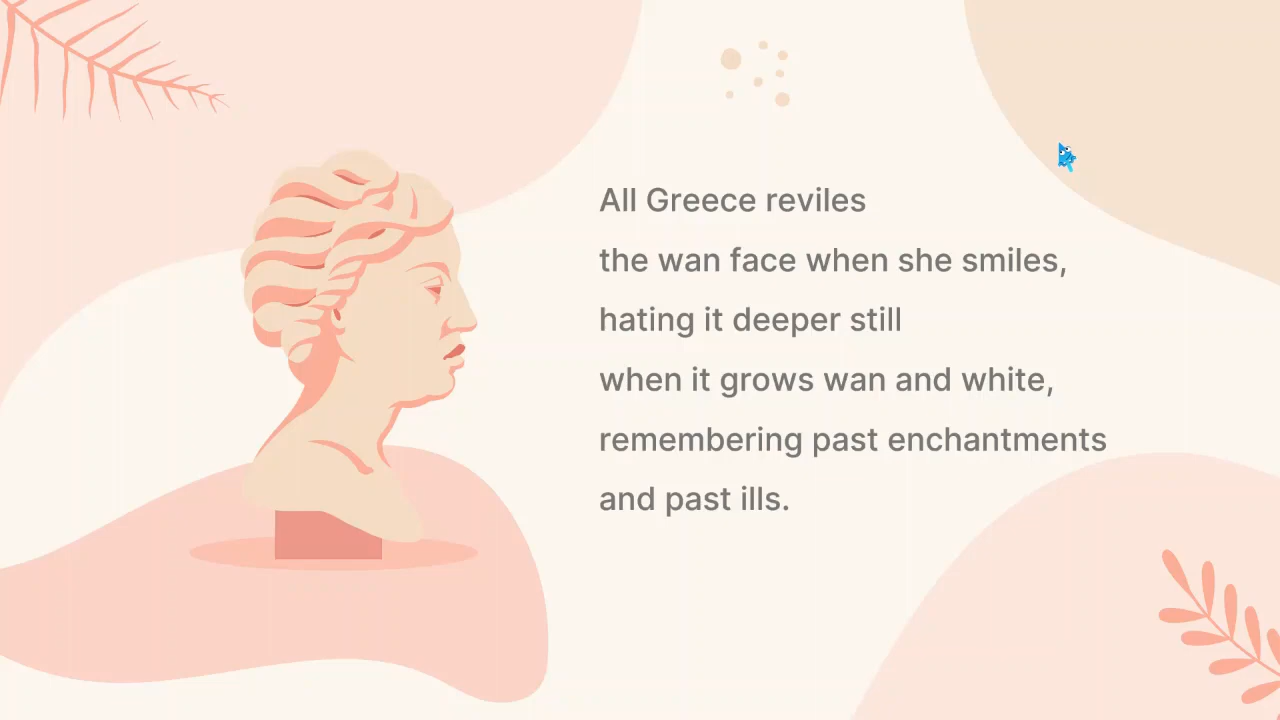 All Greece reviles
the wan face when she smiles,
hating it deeper still
when it grows wan and white,
remembering past enchantments
and past ills.